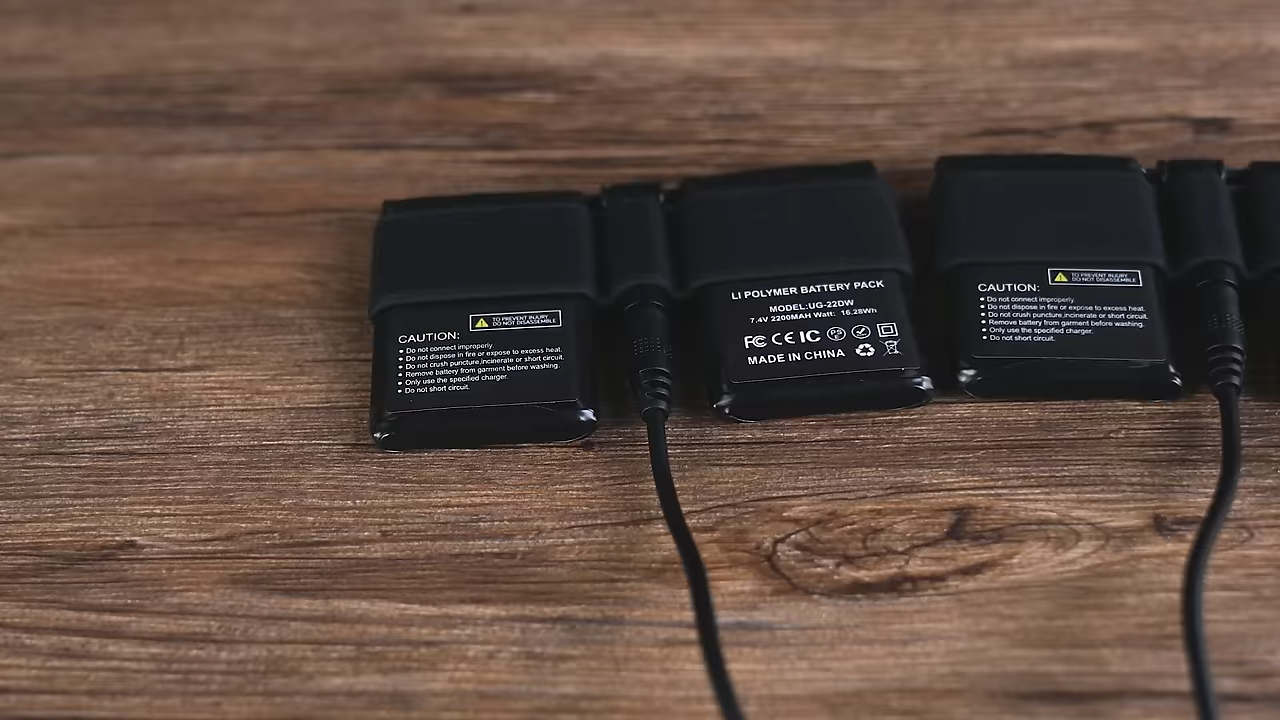 TO PREVENT INJURY
DO NOT DISASSEMBLE
CAUTION:
• Do not connect improperly.
• Do not dispose in fire or expose to excess heat.
• Do not crush puncture,incinerate or short circuit.
• Remove battery from garment before washing.
• Only use the specified charger.
• Do not short circuit.
LI POLYMER BATTERY PACK
MODEL:UG-22DW
7.4V 2200MAH Watt: 16.28Wh
FC CE IC PS
MADE IN CHINA
TO PREVENT INJURY
DO NOT DISASSEMBLE
CAUTION:
• Do not connect improperly.
• Do not dispose in fire or expose to excess heat.
• Do not crush puncture,incinerate or short circuit.
• Remove battery from garment before washing.
• Only use the specified charger.
• Do not short circuit.